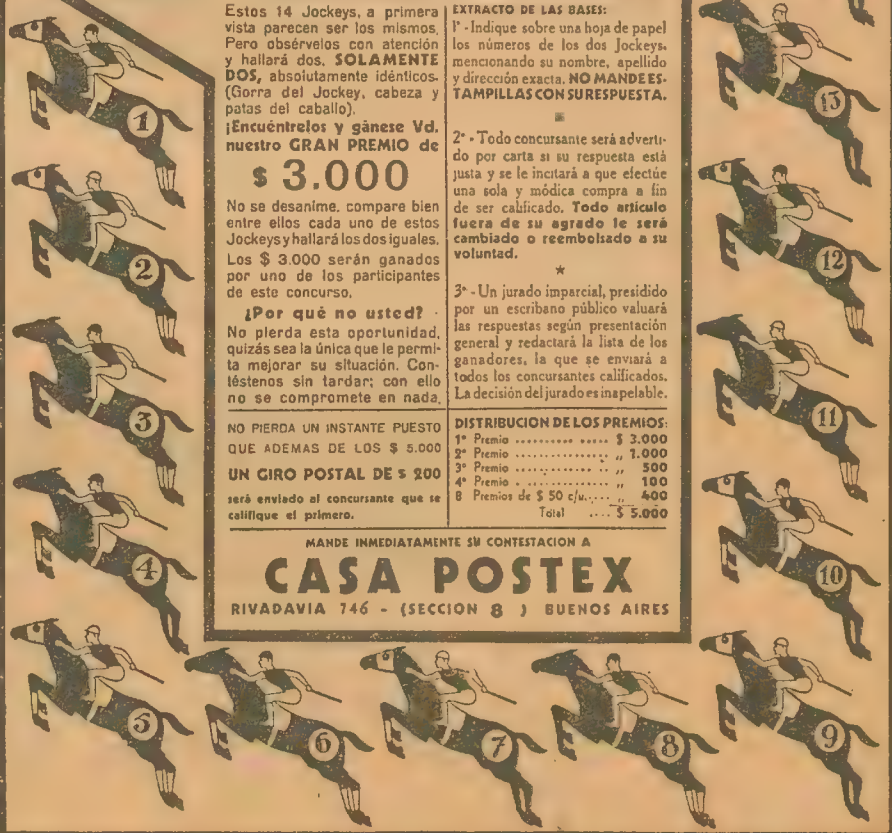 Estos 14 Jockeys, a primera
vista parecen ser los mismos.
Pero obsérvelos con atención
y hallará dos, SOLAMENTE
DOS, absolutamente idénticos.
(Gorra del Jockey, cabeza y
patas del caballo).
¡Encuéntrelos y gánese Vd.
nuestro GRAN PREMIO de
$ 3.000
No se desanime, compare bien
entre ellos cada uno de estos
Jockeys y hallará los dos iguales.
Los $ 3.000 serán ganados
por uno de los participantes
de este concurso.
¿Por qué no usted?
No pierda esta oportunidad,
quizás sea la única que le permi-
ta mejorar su situación. Con-
téstenos sin tardar; con ello
no se compromete en nada.
NO PIERDA UN INSTANTE PUESTO
QUE ADEMAS DE LOS $ 5.000
UN GIRO POSTAL DE $ 200
será enviado al concursante que se
califique el primero.
EXTRACTO DE LAS BASES:
1° - Indique sobre una hoja de papel
los números de los dos Jockeys,
mencionando su nombre, apellido
y dirección exacta. NO MANDE ES-
TAMPILLAS CON SU RESPUESTA.
2° - Todo concursante será adverti-
do por carta si su respuesta está
justa y se le incitará a que efectúe
una sola y módica compra a fin
de ser calificado. Todo artículo
fuera de su agrado le será
cambiado o reembolsado a su
voluntad.
3° - Un jurado imparcial, presidido
por un escribano público valuará
las respuestas según presentación
general y redactará la lista de los
ganadores, la que se enviará a
todos los concursantes calificados.
La decisión del jurado es inapelable.
DISTRIBUCION DE LOS PREMIOS:
1° Premio .......... ..... $ 3.000
2° Premio ............... „ 1.000
3° Premio ............... „ 500
4° Premio . ............. „ 100
8 Premios de $ 50 c/u..... „ 400
Total .... $ 5.000
MANDE INMEDIATAMENTE SU CONTESTACION A
CASA POSTEX
RIVADAVIA 746 - (SECCION 8 ) BUENOS AIRES
1
2
3
4
5
6
7
8
9
10
11
12
13